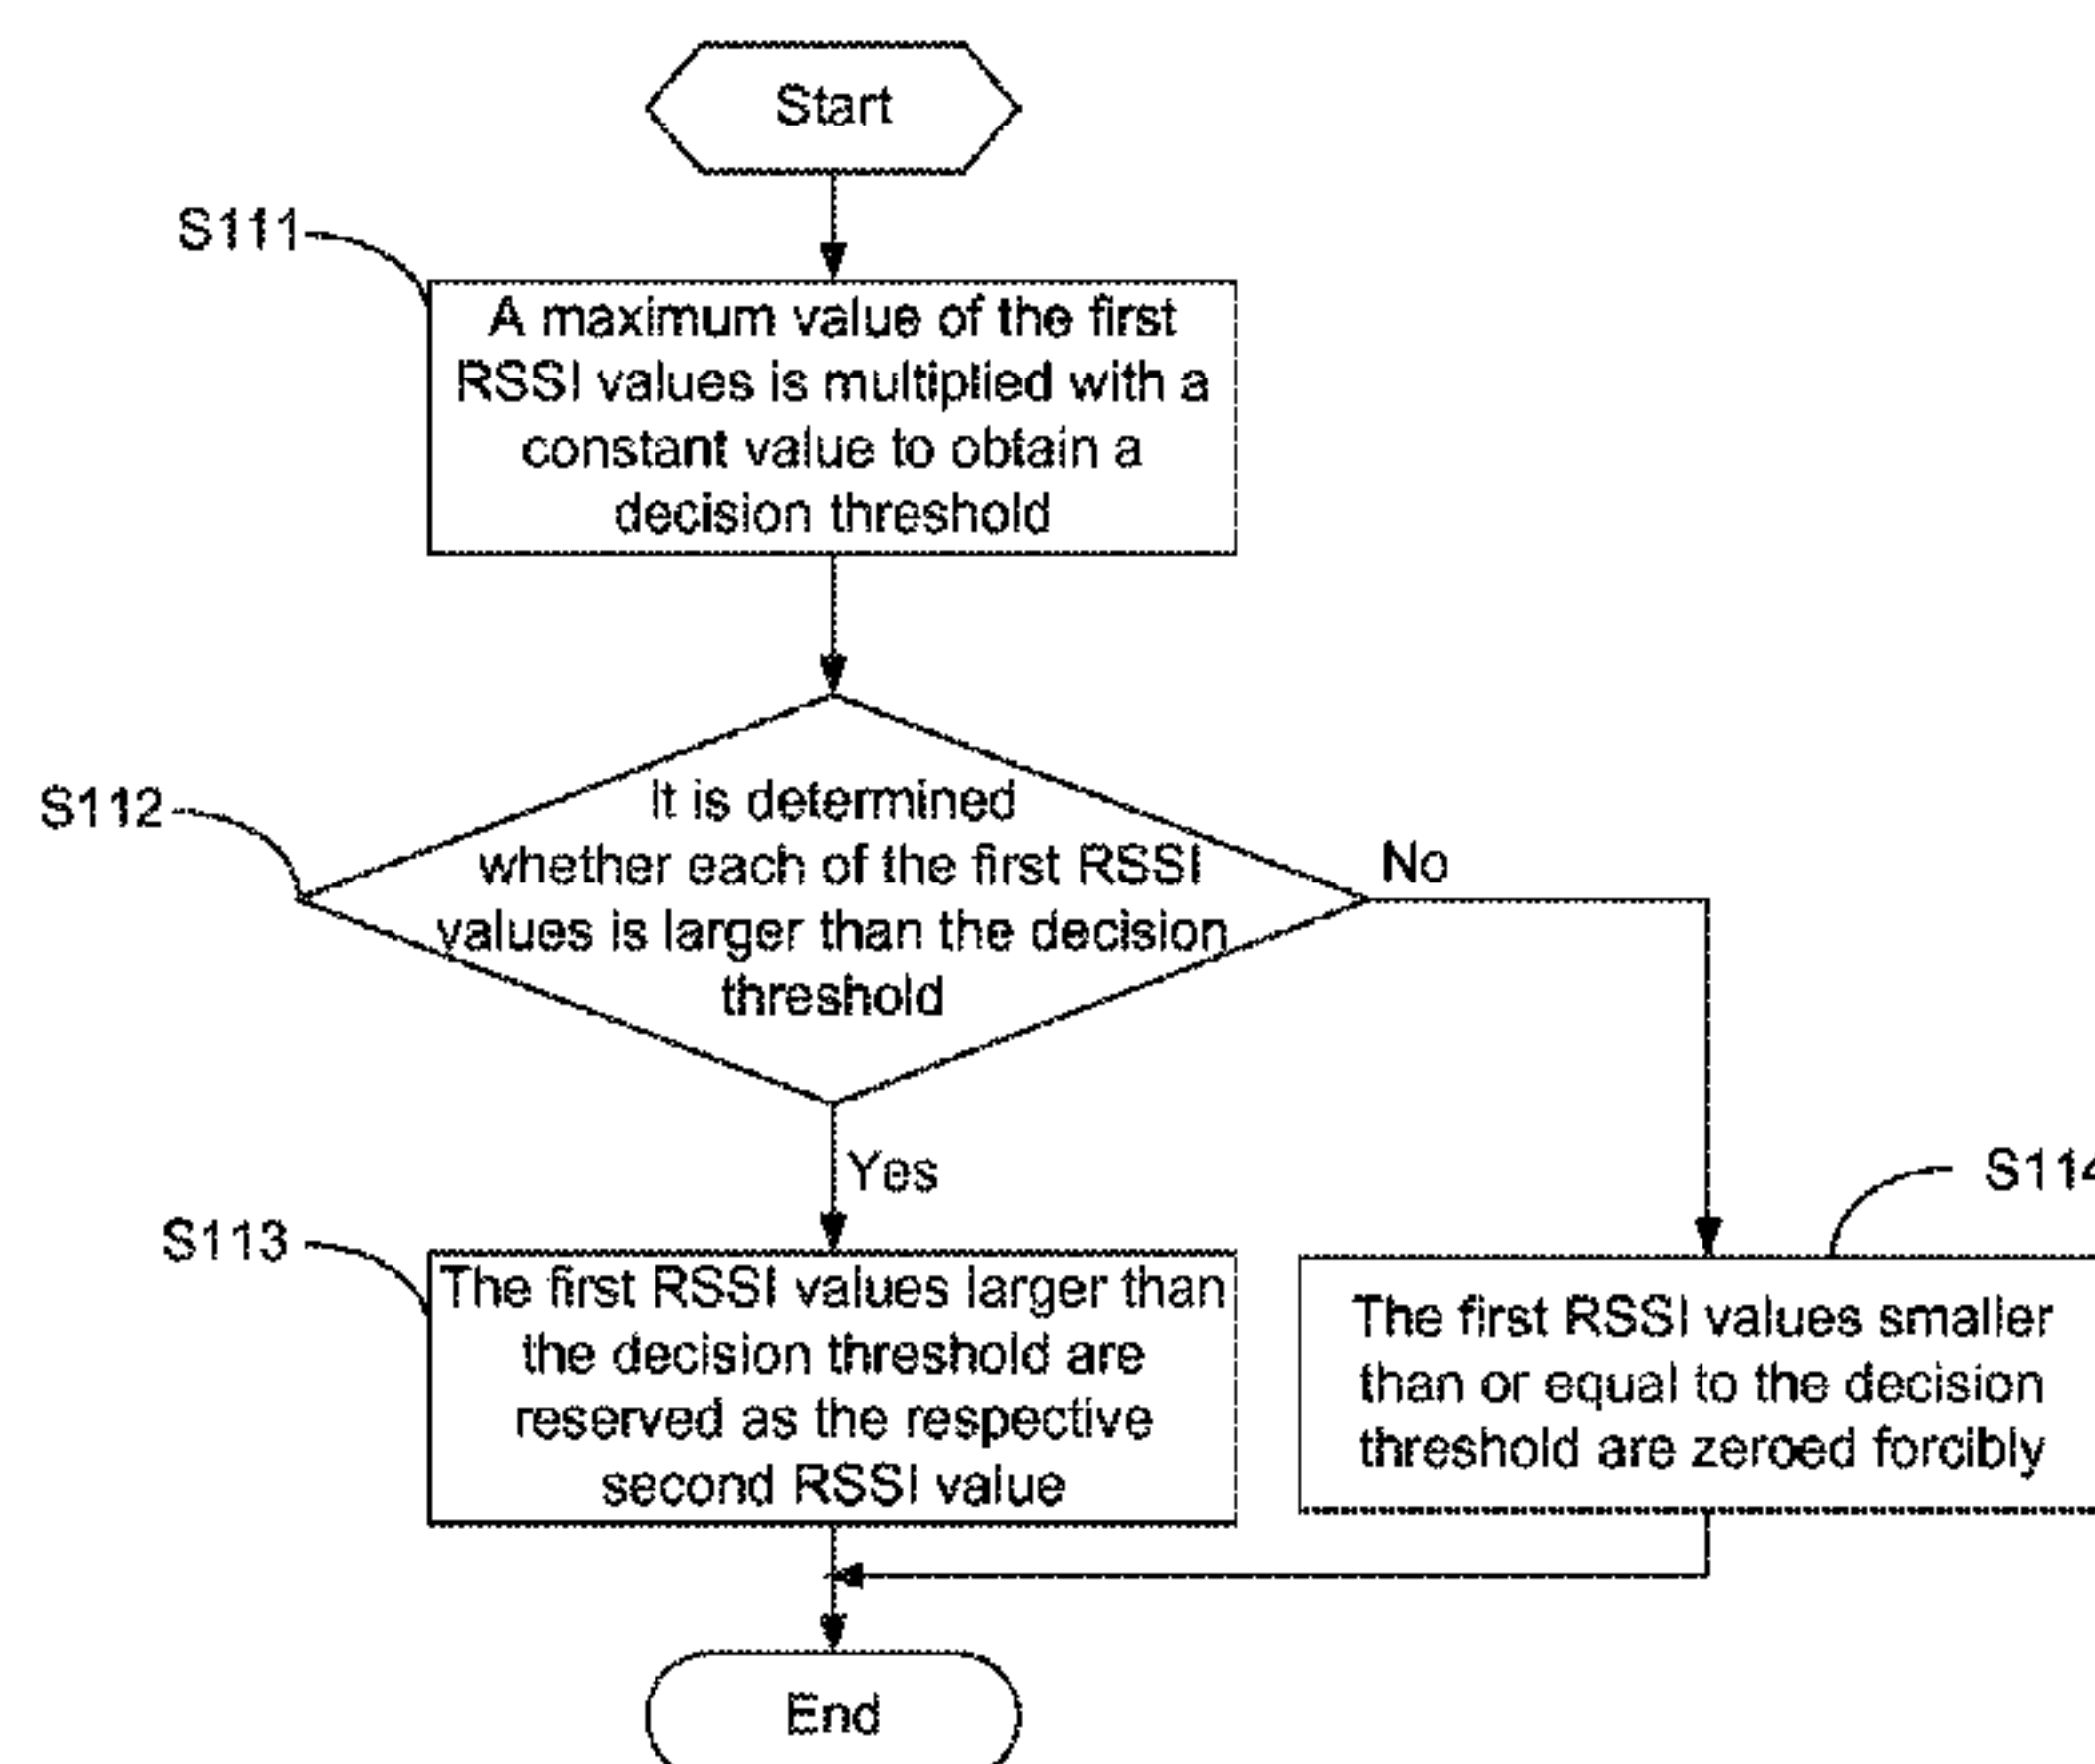 Start
S111
A maximum value of the first
RSSI values is multiplied with a
constant value to obtain a
decision threshold
S112
It is determined
whether each of the first RSSI
values is larger than the decision
threshold
No
Yes
S113
The first RSSI values larger than
the decision threshold are
reserved as the respective
second RSSI value
S114
The first RSSI values smaller
than or equal to the decision
threshold are zeroed forcibly
End